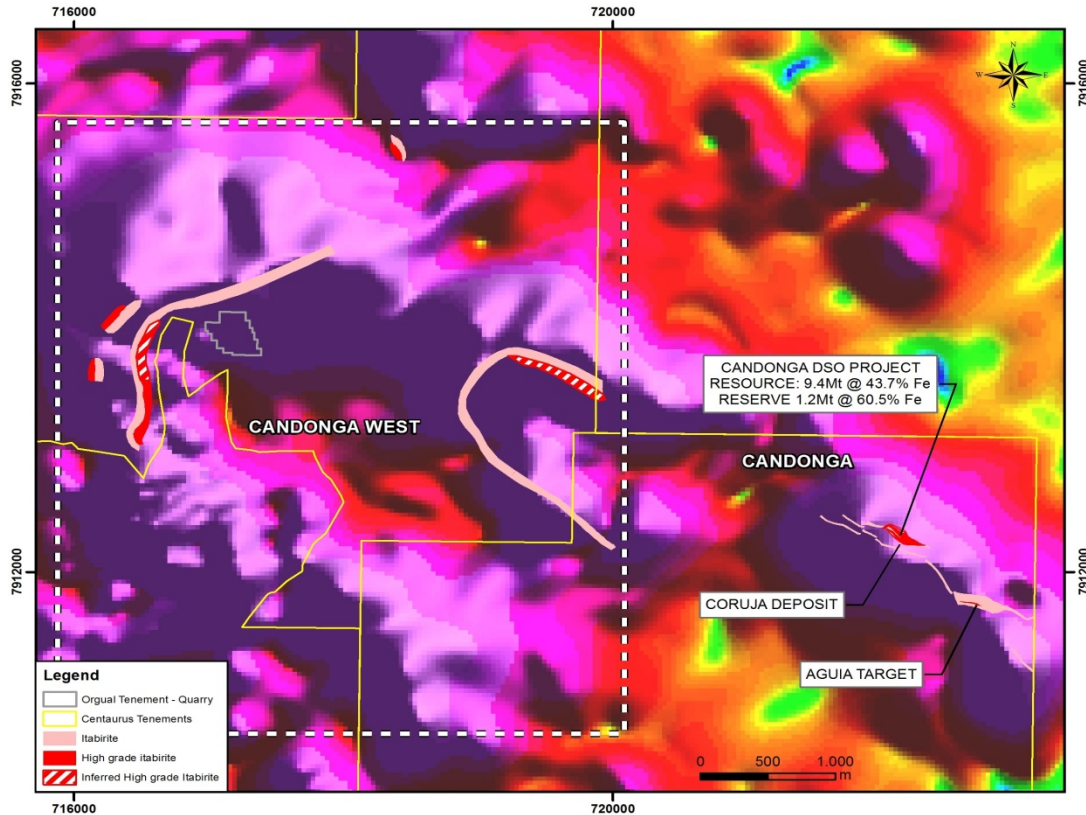 716000
720000
7916000
7916000
N
W
E
S
CANDONGA DSO PROJECT
RESOURCE: 9.4Mt @ 43.7% Fe
RESERVE 1.2Mt @ 60.5% Fe
CANDONGA WEST
CANDONGA
7912000
7912000
CORUJA DEPOSIT
AGUIA TARGET
Legend
Orgual Tenement - Quarry
Centaurus Tenements
Itabirite
High grade itabirite
Inferred High grade Itabirite
0 500 1.000
m
716000
720000